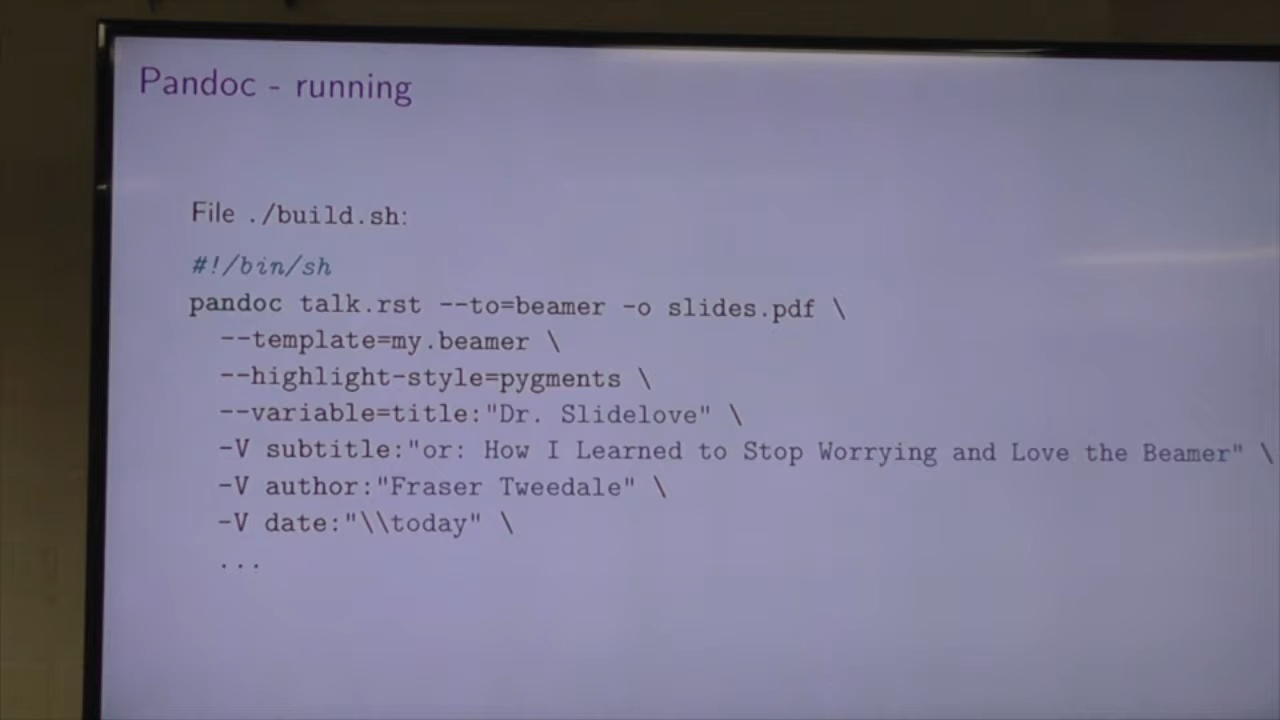 Pandoc - running
File ./build.sh:
#!/bin/sh
pandoc talk.rst --to=beamer -o slides.pdf \
--template=my.beamer \
--highlight-style=pygments \
--variable=title:"Dr. Slidelove" \
-V subtitle:"or: How I Learned to Stop Worrying and Love the Beamer" \
-V author:"Fraser Tweedale" \
-V date:"\\today" \
...